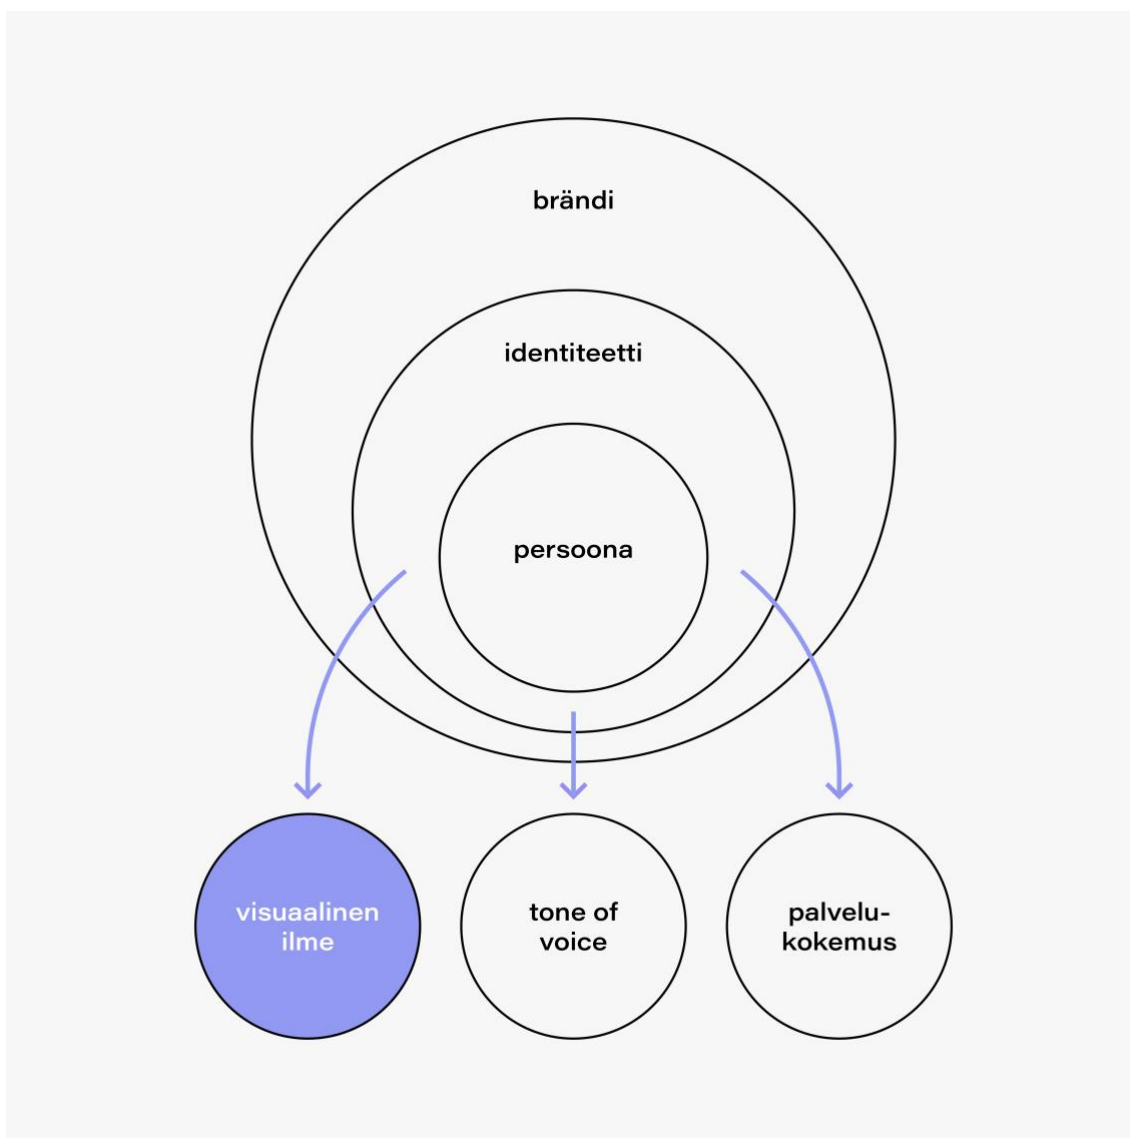 brändi
identiteetti
persoona
visuaalinen
ilme
tone of
voice
palvelu-
kokemus